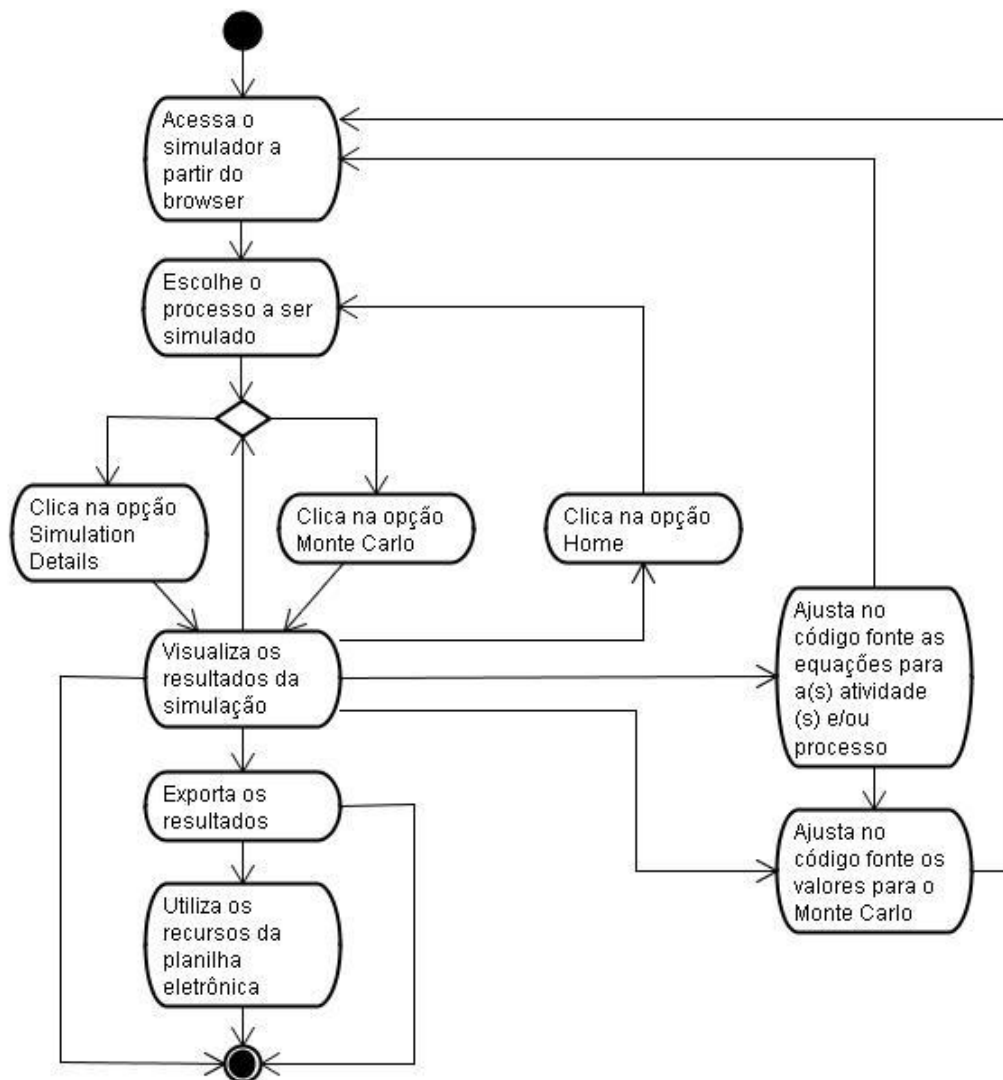 Acessa o
simulador a
partir do
browser
Escolhe o
processo a ser
simulado
Clica na opção
Simulation
Details
Clica na opção
Monte Carlo
Clica na opção
Home
Visualiza os
resultados da
simulação
Ajusta no
código fonte as
equações para
a(s) atividade
(s) e/ou
processo
Exporta os
resultados
Ajusta no
código fonte os
valores para o
Monte Carlo
Utiliza os
recursos da
planilha
eletrônica